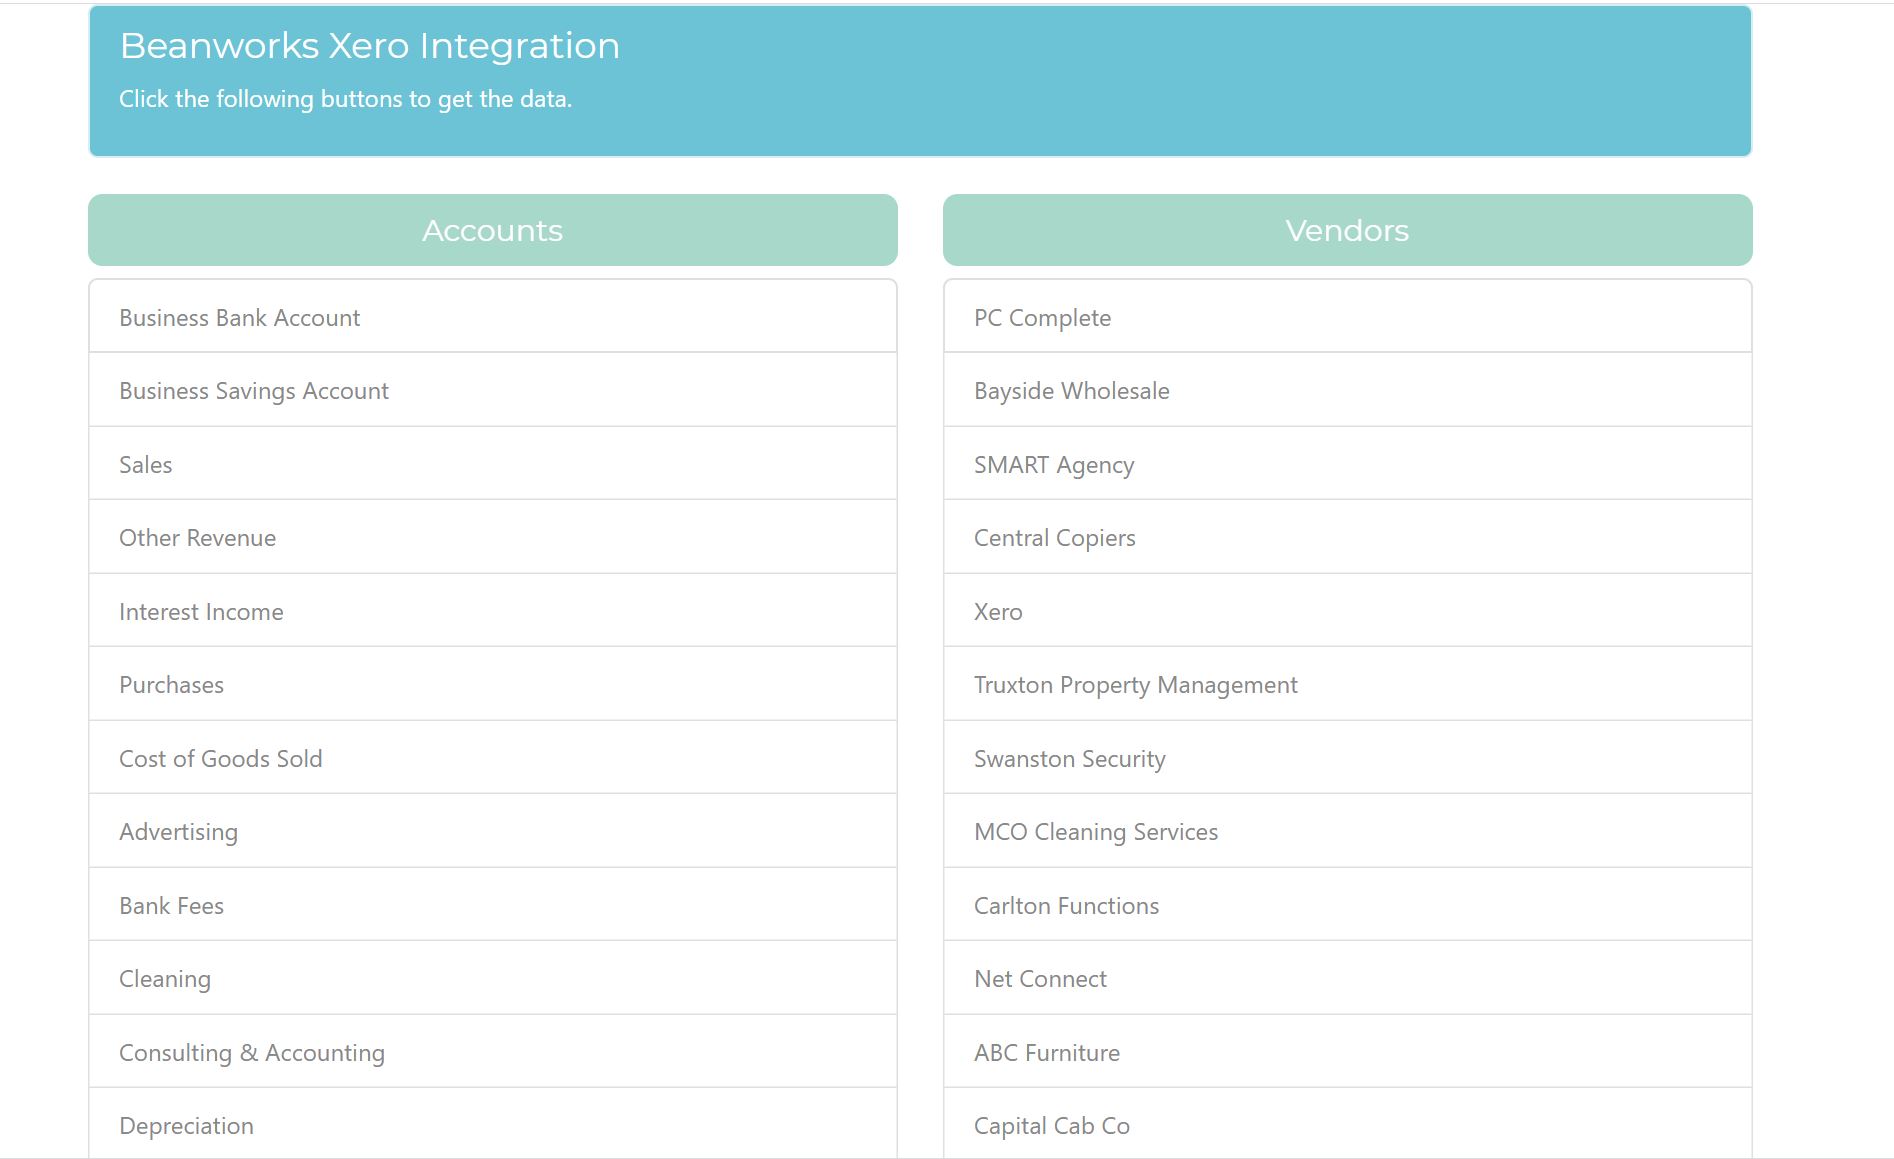 Beanworks Xero Integration
Click the following buttons to get the data.
Accounts
Business Bank Account
Business Savings Account
Sales
Other Revenue
Interest Income
Purchases
Cost of Goods Sold
Advertising
Bank Fees
Cleaning
Consulting & Accounting
Depreciation
Vendors
PC Complete
Bayside Wholesale
SMART Agency
Central Copiers
Xero
Truxton Property Management
Swanston Security
MCO Cleaning Services
Carlton Functions
Net Connect
ABC Furniture
Capital Cab Co